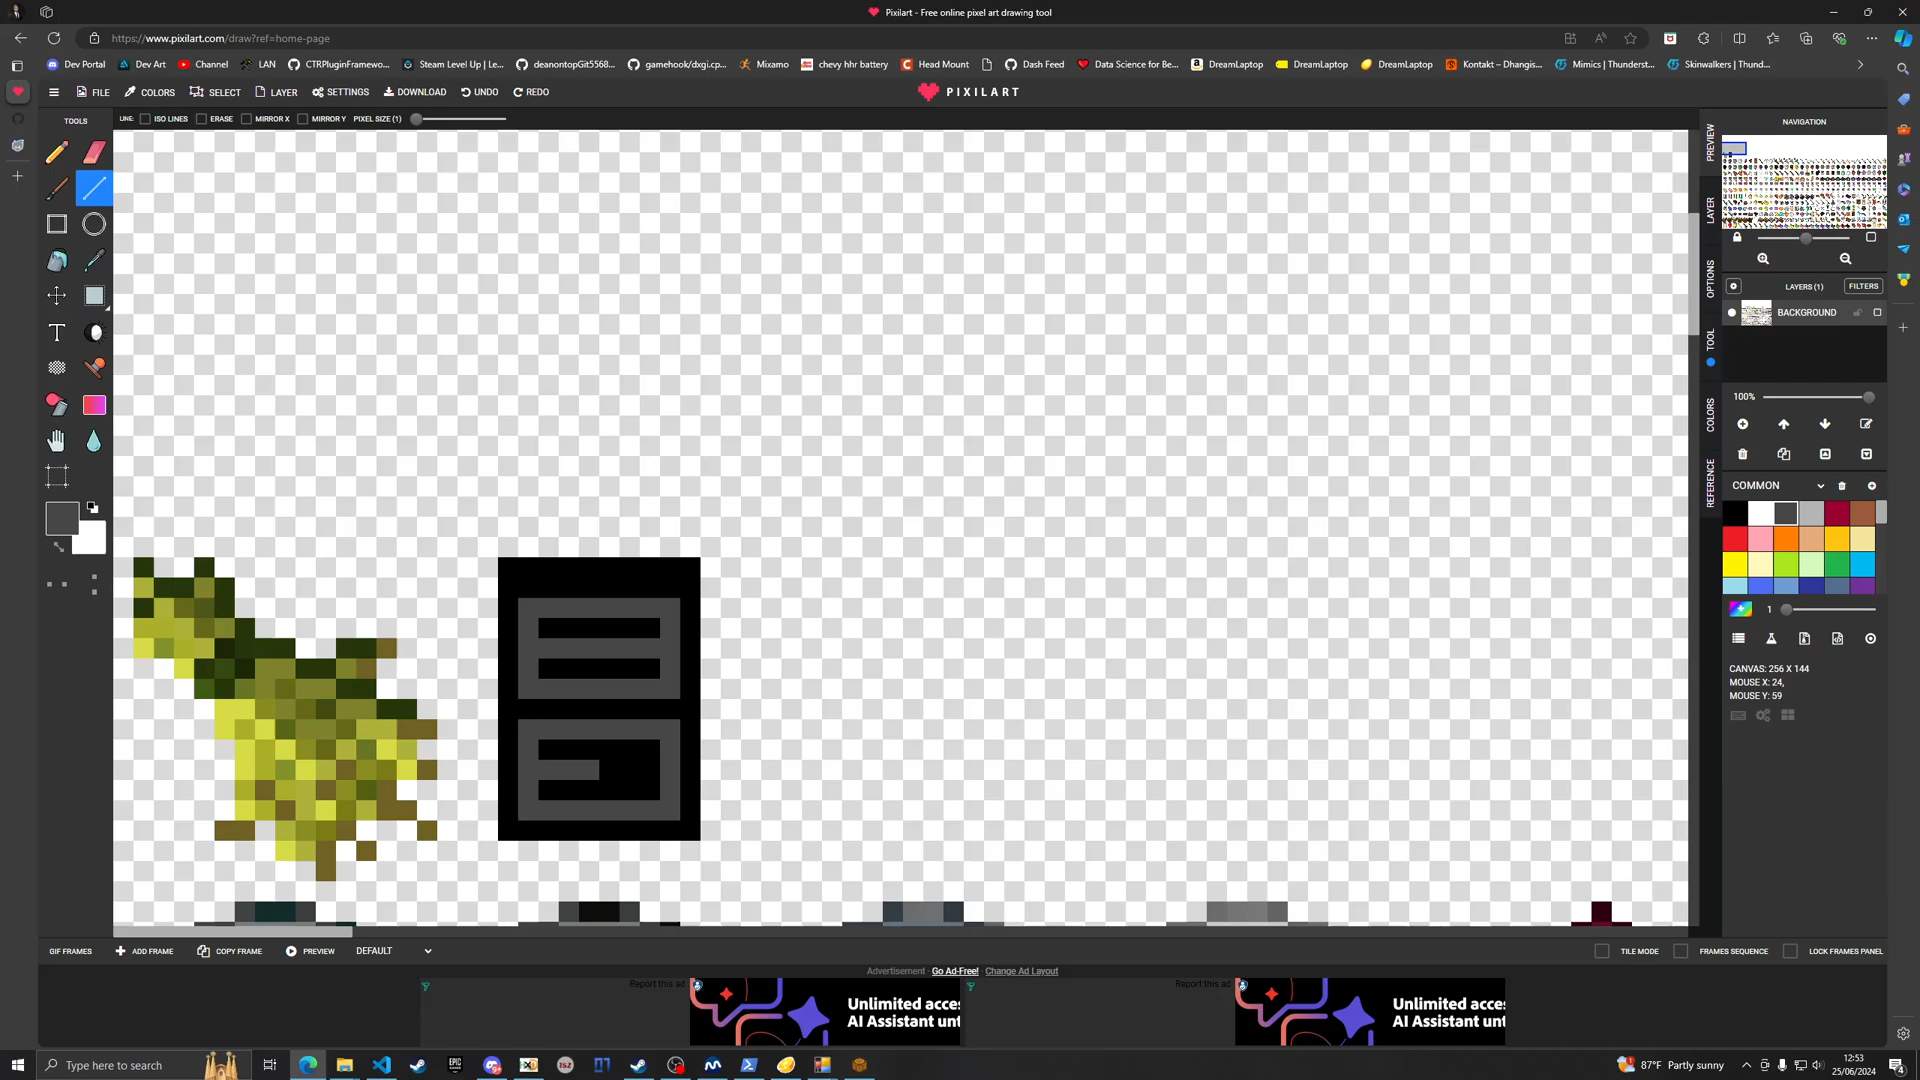 Pixilart - Free online pixel art drawing tool
https://www.pixilart.com/draw?ref=home-page
Dev Portal
Dev Art
Channel
LAN
CTRPluginFramewo...
Steam Level Up | Le...
deanontopGit5568...
gamehook/dxgi.cp...
Mixamo
chevy hhr battery
Head Mount
Dash Feed
Data Science for Be...
DreamLaptop
DreamLaptop
DreamLaptop
Kontakt – Dhangis...
Mimics | Thunderst...
Skinwalkers | Thund...
FILE
COLORS
SELECT
LAYER
SETTINGS
DOWNLOAD
UNDO
REDO
PIXILART
TOOLS
LINE:
ISO LINES
ERASE
MIRROR X
MIRROR Y
PIXEL SIZE (1)
PREVIEW
LAYER
OPTIONS
TOOL
COLORS
REFERENCE
NAVIGATION
LAYERS (1)
FILTERS
BACKGROUND
100%
COMMON
1
CANVAS: 256 X 144
MOUSE X: 24,
MOUSE Y: 59
GIF FRAMES
ADD FRAME
COPY FRAME
PREVIEW
DEFAULT
TILE MODE
FRAMES SEQUENCE
LOCK FRAMES PANEL
Advertisement · Go Ad-Free! | Change Ad Layout
Report this ad
Unlimited acces
AI Assistant unt
Report this ad
Unlimited acces
AI Assistant unt
Type here to search
EPIC
87°F Partly sunny
12:53
25/06/2024